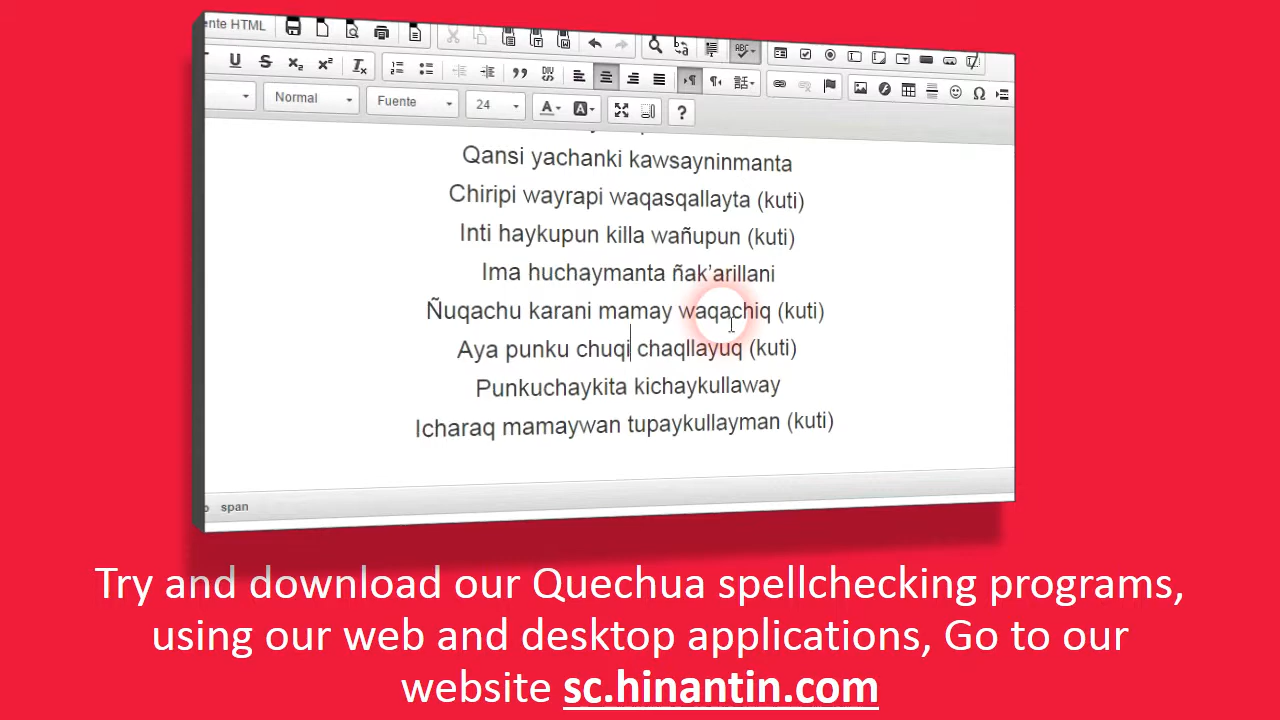 ente HTML
Normal Fuente 24
Qansi yachanki kawsayninmanta
Chiripi wayrapi waqasqallayta (kuti)
Inti haykupun killa wañupun (kuti)
Ima huchaymanta ñak’arillani
Ñuqachu karani mamay waqachiq (kuti)
Aya punku chuqi chaqllayuq (kuti)
Punkuchaykita kichaykullaway
Icharaq mamaywan tupaykullayman (kuti)
span
Try and download our Quechua spellchecking programs,
using our web and desktop applications, Go to our
website sc.hinantin.com